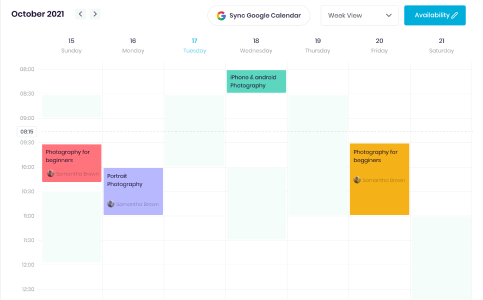 October 2021
Sync Google Calendar
Week View
Availability
15 16 17 18 19 20 21
Sunday Monday Tuesday Wednesday Thursday Friday Saturday
08:00
iPhone & android
Photography
08:30
09:00
09:15
09:30
Photography for
beginners
Samantha Brown
Photography for
begginers
Samantha Brown
10:00
Portrait
Photography
Samantha Brown
10:30
11:00
11:30
12:00
12:30